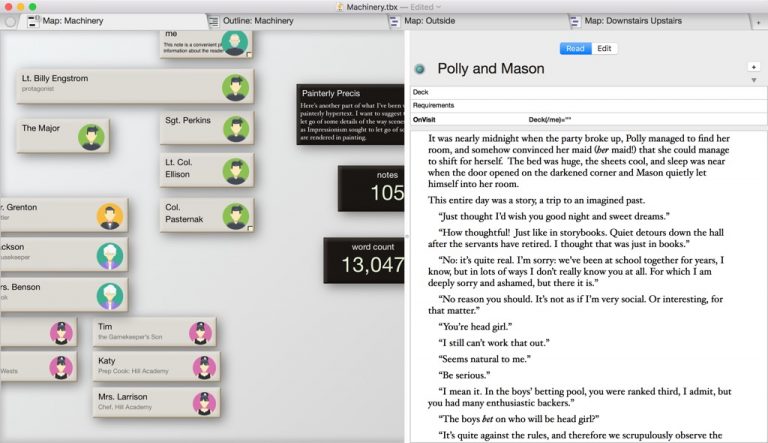 Machinery.tbx — Edited
Map: Machinery
Outline: Machinery
Map: Outside
Map: Downstairs Upstairs
+
me
This note is a convenient pl
information about the reade
Lt. Billy Engstrom
protagonist
The Major
Sgt. Perkins
Lt. Col.
Ellison
Col.
Pasternak
Painterly Precis
Here's another part of what I've been
painterly hypertext. I want to suggest
let go of some details of the way scenes
as Impressionism sought to let go of so
are rendered in painting.
notes
105
word count
13,047
r. Grenton
tler
ackson
usekeeper
rs. Benson
ok
Wests
Tim
the Gamekeeper's Son
Katy
Prep Cook: Hill Academy
Mrs. Larrison
Chef, Hill Academy
Read
Edit
Polly and Mason
+
Deck
Requirements
OnVisit
Deck(/me)=""
It was nearly midnight when the party broke up, Polly managed to find her
room, and somehow convinced her maid (her maid!) that she could manage
to shift for herself. The bed was huge, the sheets cool, and sleep was near
when the door opened on the darkened corner and Mason quietly let
himself into her room.
This entire day was a story, a trip to an imagined past.
“Just thought I’d wish you good night and sweet dreams.”
“How thoughtful! Just like in storybooks. Quiet detours down the hall
after the servants have retired. I thought that was just in books.”
“No: it’s quite real. I’m sorry: we’ve been at school together for years, I
know, but in lots of ways I don’t really know you at all. For which I am
deeply sorry and ashamed, but there it is.”
“No reason you should. It’s not as if I’m very social. Or interesting, for
that matter.”
“You’re head girl.”
“I still can’t work that out.”
“Seems natural to me.”
“Be serious.”
“I mean it. In the boys’ betting pool, you were ranked third, I admit, but
you had many enthusiastic backers.”
“The boys bet on who will be head girl?”
“It’s quite against the rules, and therefore we scrupulously observe the